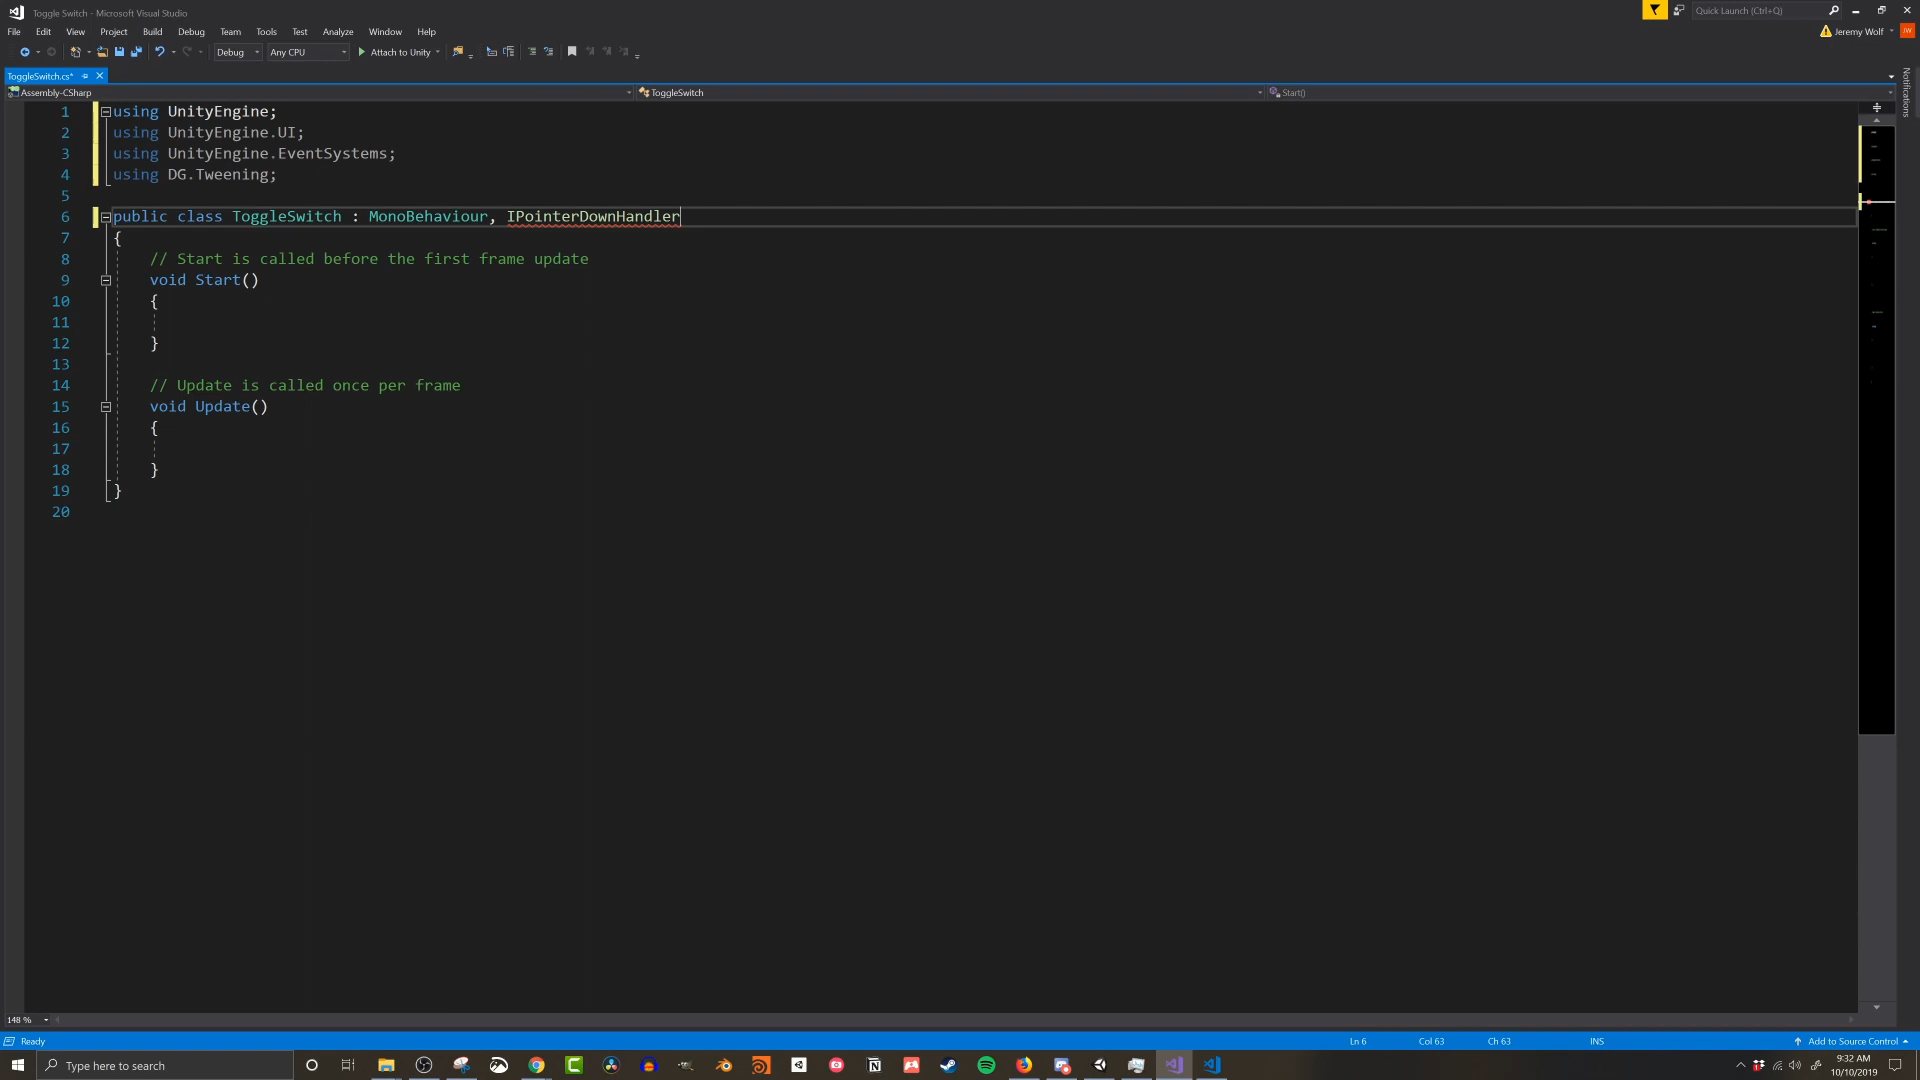 Toggle Switch - Microsoft Visual Studio
Quick Launch (Ctrl+Q)
File Edit View Project Build Debug Team Tools Test Analyze Window Help
Jeremy Wolf JW
Debug Any CPU Attach to Unity
ToggleSwitch.cs*
Notifications
Assembly-CSharp ToggleSwitch Start()
1 using UnityEngine;
2 using UnityEngine.UI;
3 using UnityEngine.EventSystems;
4 using DG.Tweening;
5
6 public class ToggleSwitch : MonoBehaviour, IPointerDownHandler
7 {
8 // Start is called before the first frame update
9 void Start()
10 {
11
12 }
13
14 // Update is called once per frame
15 void Update()
16 {
17
18 }
19 }
20
148 %
Ready Ln 6 Col 63 Ch 63 INS Add to Source Control
Type here to search
9:32 AM
10/10/2019